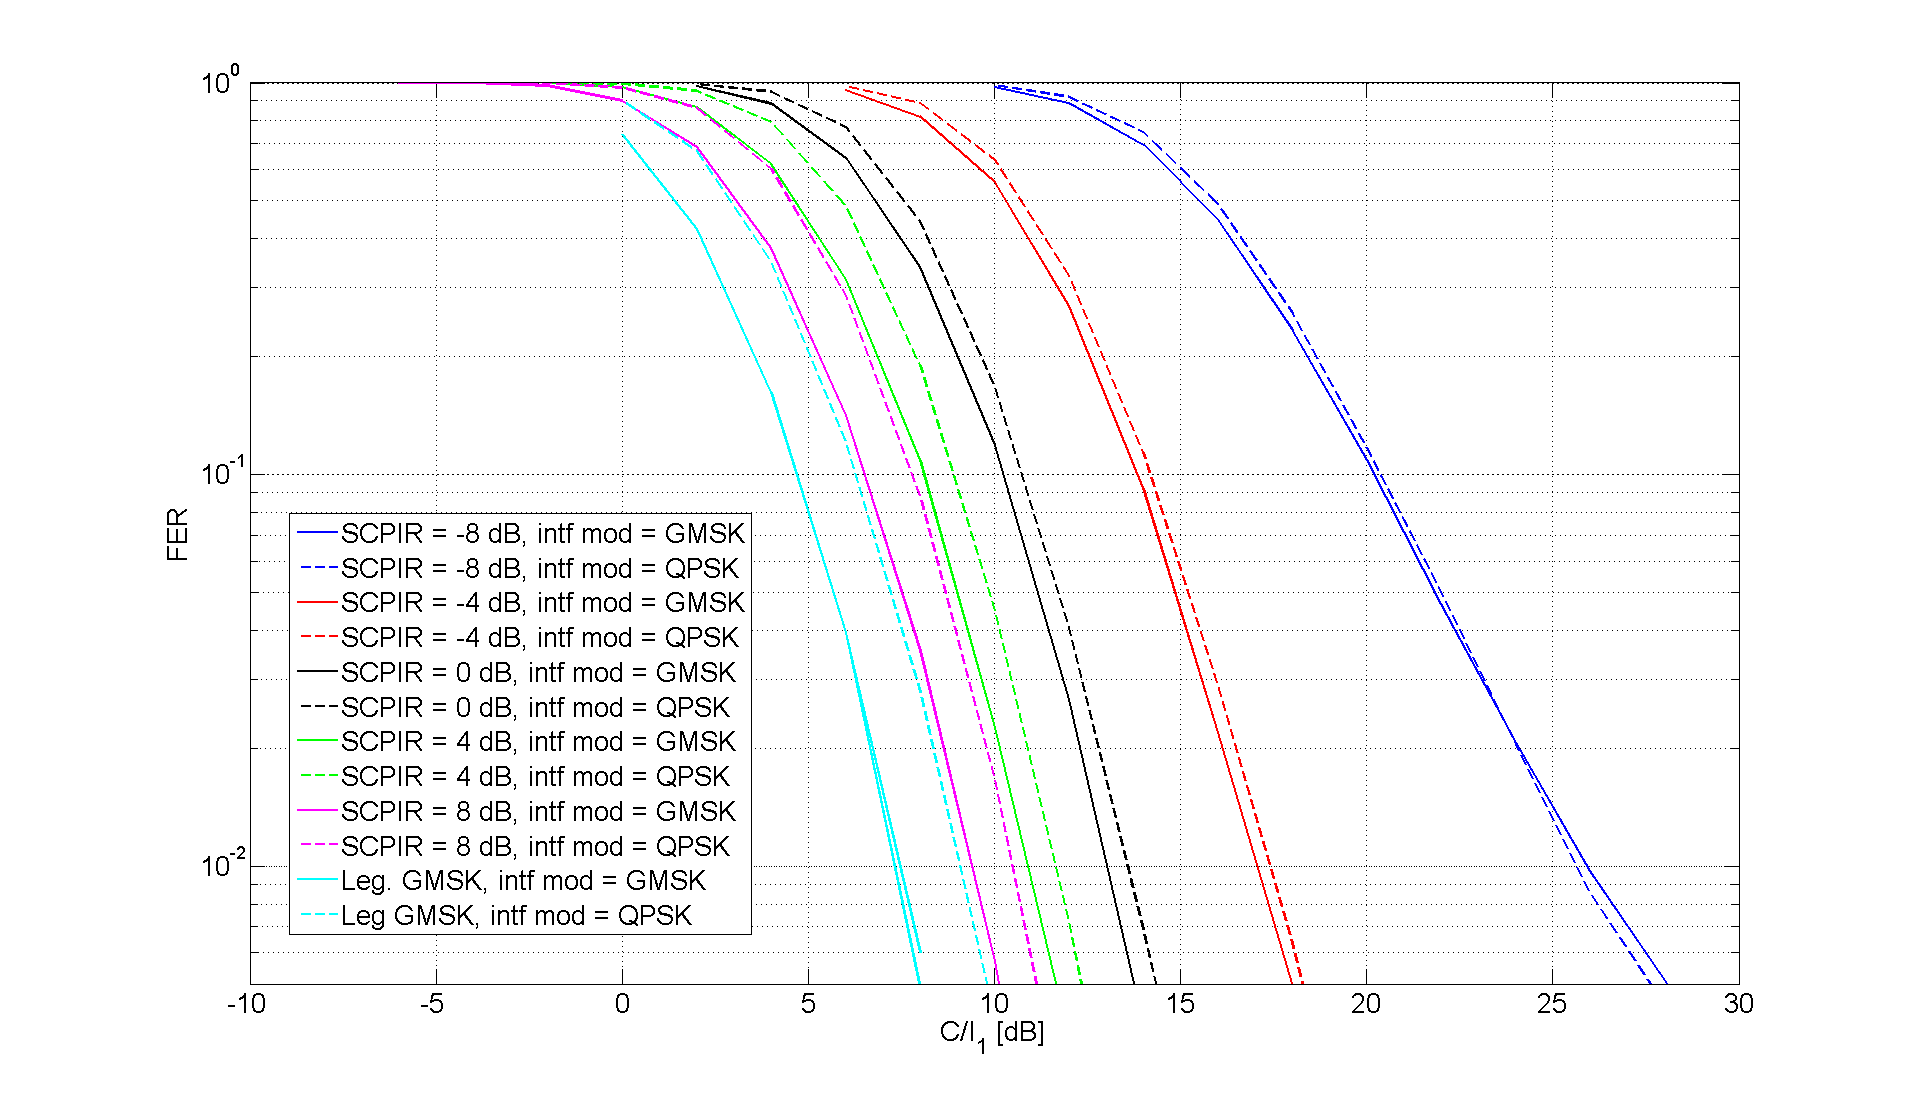 10^0
10^-1
10^-2
FER
SCPIR = -8 dB, intf mod = GMSK
SCPIR = -8 dB, intf mod = QPSK
SCPIR = -4 dB, intf mod = GMSK
SCPIR = -4 dB, intf mod = QPSK
SCPIR = 0 dB, intf mod = GMSK
SCPIR = 0 dB, intf mod = QPSK
SCPIR = 4 dB, intf mod = GMSK
SCPIR = 4 dB, intf mod = QPSK
SCPIR = 8 dB, intf mod = GMSK
SCPIR = 8 dB, intf mod = QPSK
Leg. GMSK, intf mod = GMSK
Leg GMSK, intf mod = QPSK
-10 -5 0 5 10 15 20 25 30
C/I_1 [dB]